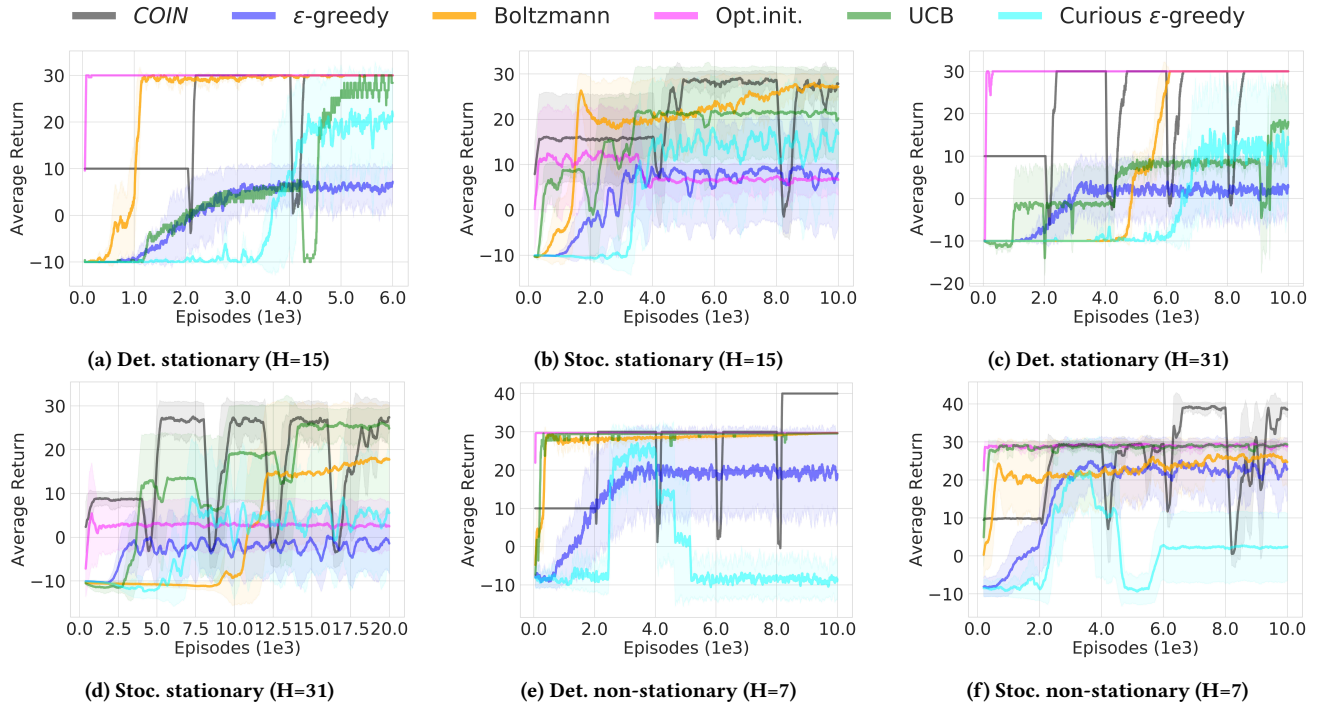 COIN ε-greedy Boltzmann Opt.init. UCB Curious ε-greedy
Average Return
30
20
10
0
−10
0.0 1.0 2.0 3.0 4.0 5.0 6.0
Episodes (1e3)
(a) Det. stationary (H=15)
Average Return
30
20
10
0
−10
0.0 2.0 4.0 6.0 8.0 10.0
Episodes (1e3)
(b) Stoc. stationary (H=15)
Average Return
30
20
10
0
−10
−20
0.0 2.0 4.0 6.0 8.0 10.0
Episodes (1e3)
(c) Det. stationary (H=31)
Average Return
30
20
10
0
−10
0.0 2.5 5.0 7.5 10.0 12.5 15.0 17.5 20.0
Episodes (1e3)
(d) Stoc. stationary (H=31)
Average Return
40
30
20
10
0
−10
0.0 2.0 4.0 6.0 8.0 10.0
Episodes (1e3)
(e) Det. non-stationary (H=7)
Average Return
40
30
20
10
0
−10
0.0 2.0 4.0 6.0 8.0 10.0
Episodes (1e3)
(f) Stoc. non-stationary (H=7)